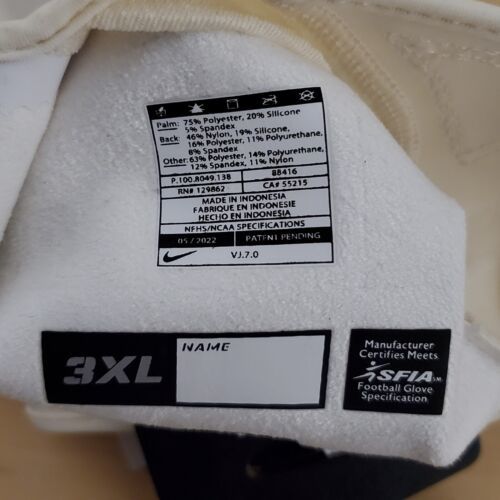 Palm: 75% Polyester, 20% Silicone
5% Spandex
Back: 46% Nylon, 19% Silicone,
16% Polyester, 11% Polyurethane,
8% Spandex
Other: 63% Polyester, 14% Polyurethane,
12% Spandex, 11% Nylon
P.100.8049.138 88416
RN# 129862 CA# 55215
MADE IN INDONESIA
FABRIQUE EN INDONESIE
HECHO EN INDONESIA
NFHS/NCAA SPECIFICATIONS
05 / 2022 PATENT PENDING
VJ.7.0
3XL NAME
Manufacturer
Certifies Meets
SFIA SM
Football Glove
Specification